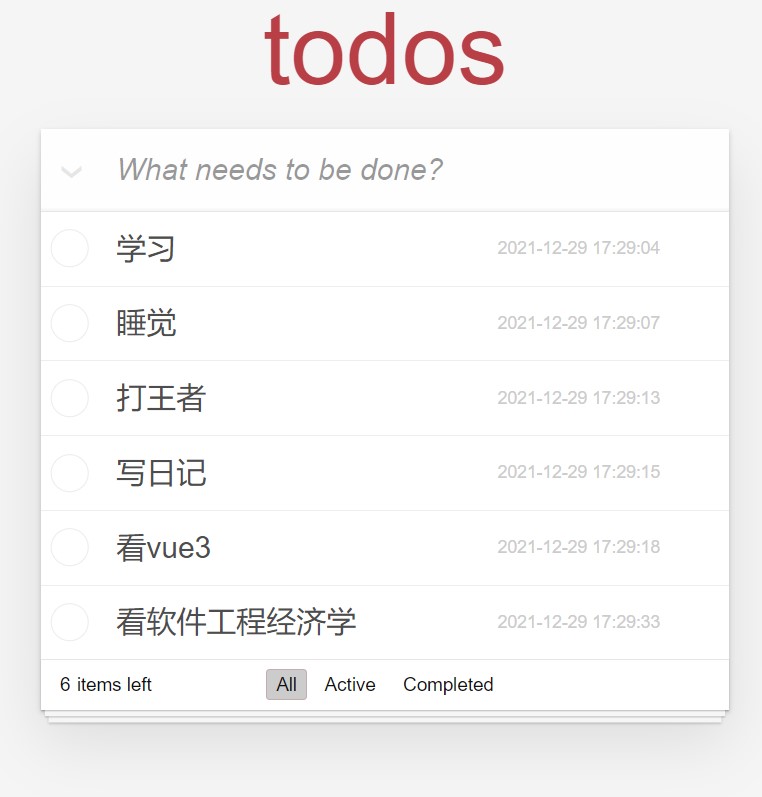 todos
What needs to be done?
学习 2021-12-29 17:29:04
睡觉 2021-12-29 17:29:07
打王者 2021-12-29 17:29:13
写日记 2021-12-29 17:29:15
看vue3 2021-12-29 17:29:18
看软件工程经济学 2021-12-29 17:29:33
6 items left All Active Completed